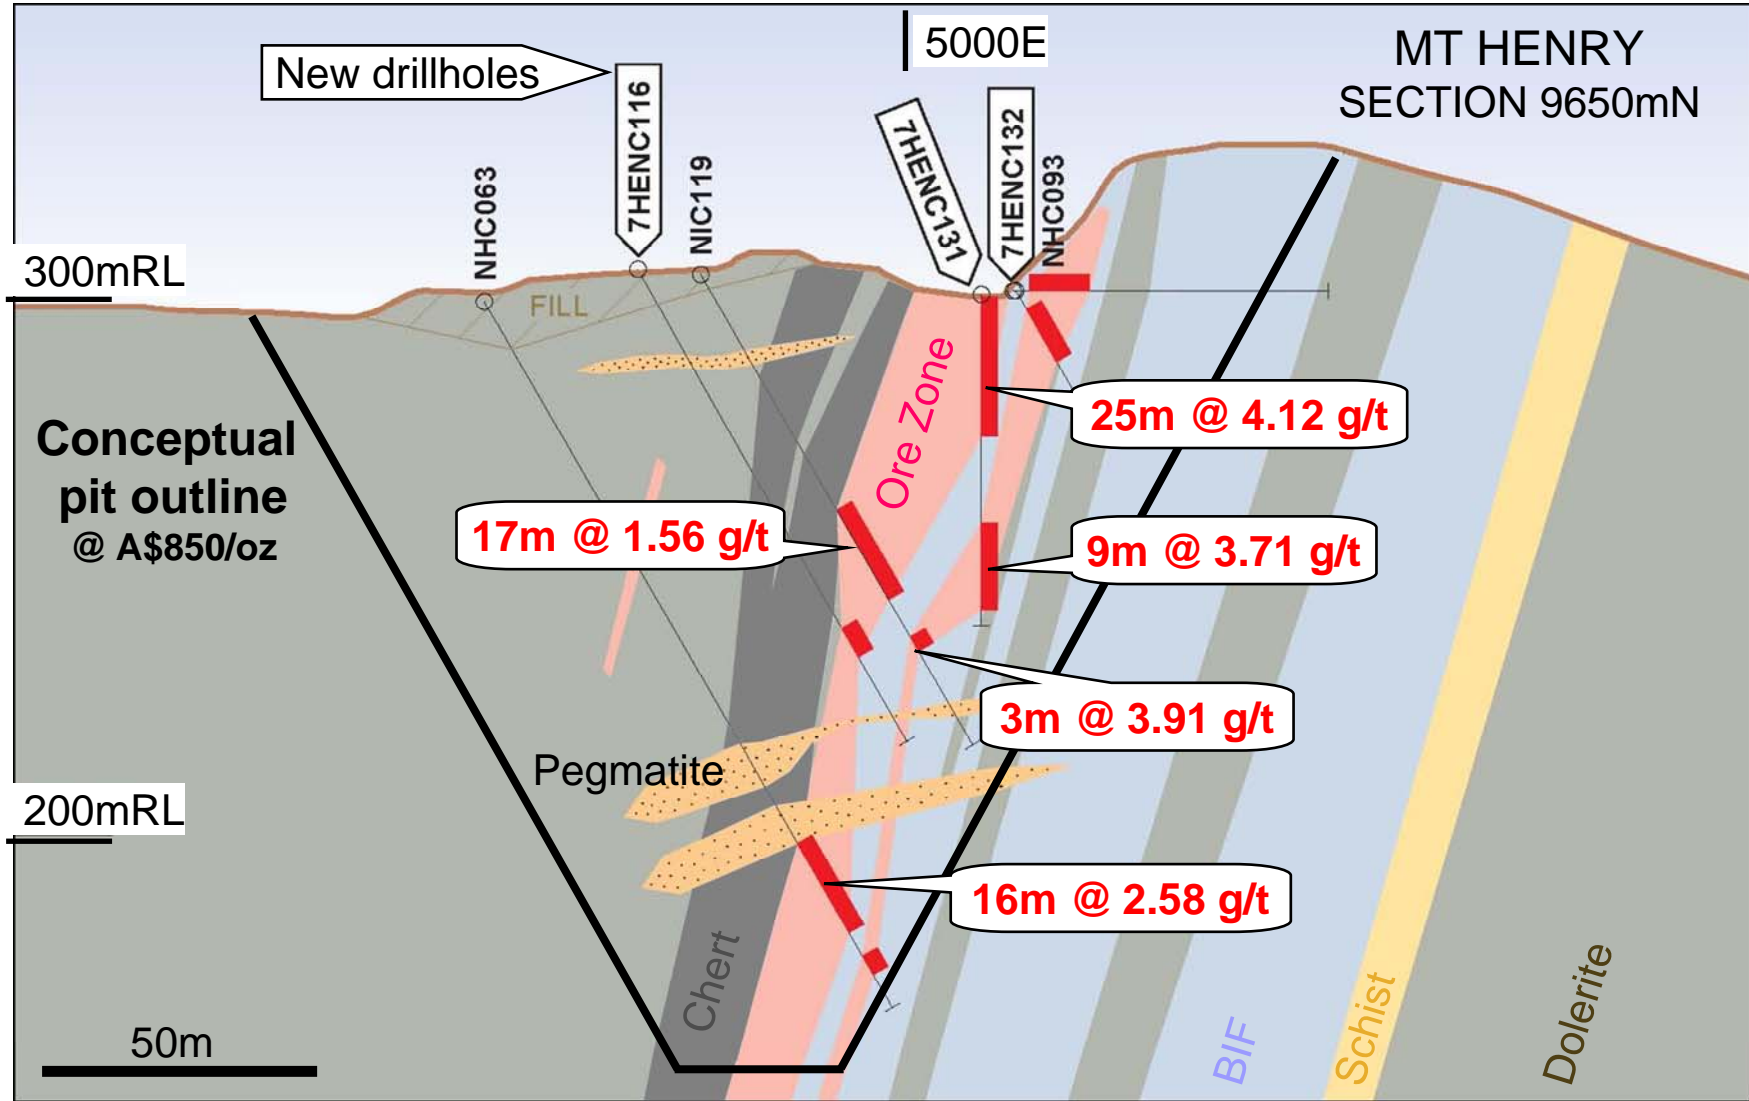 5000E
MT HENRY
SECTION 9650mN
New drillholes
7HENC116
NIC119
NHC063
7HENC131
7HENC132
NHC093
300mRL
FILL
Ore Zone
25m @ 4.12 g/t
Conceptual
pit outline
@ A$850/oz
17m @ 1.56 g/t
9m @ 3.71 g/t
3m @ 3.91 g/t
Pegmatite
200mRL
16m @ 2.58 g/t
Chert
50m
BIF
Schist
Dolerite